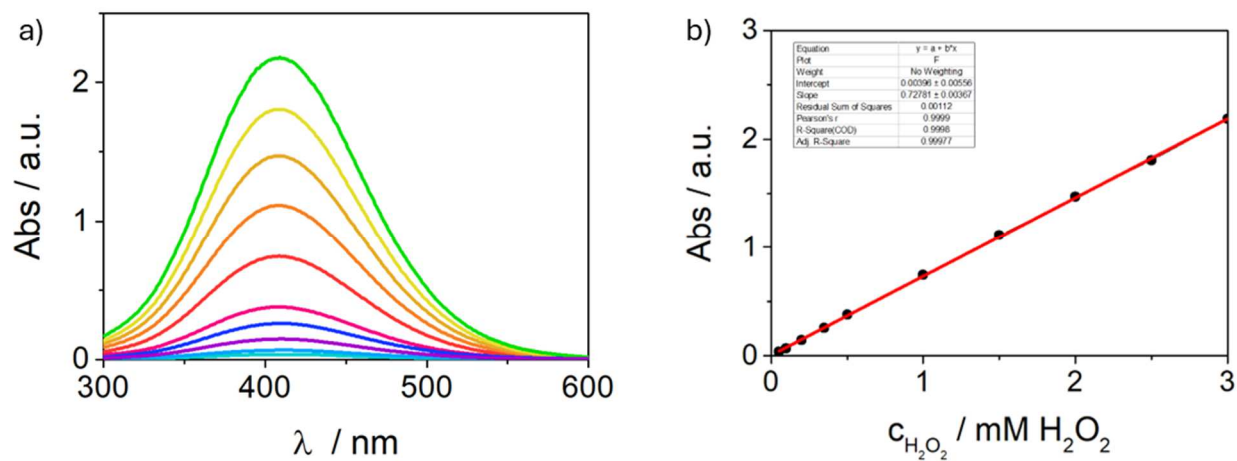 a)
Abs / a.u.
2
1
0
300 400 500 600
λ / nm
b)
Abs / a.u.
3
2
1
0
Equation y = a + b*x
Plot F
Weight No Weighting
Intercept 0.00396 ± 0.00556
Slope 0.72781 ± 0.00367
Residual Sum of Squares 0.00112
Pearson's r 0.9999
R-Square(COD) 0.9998
Adj. R-Square 0.99977
0 1 2 3
c_H₂O₂ / mM H₂O₂